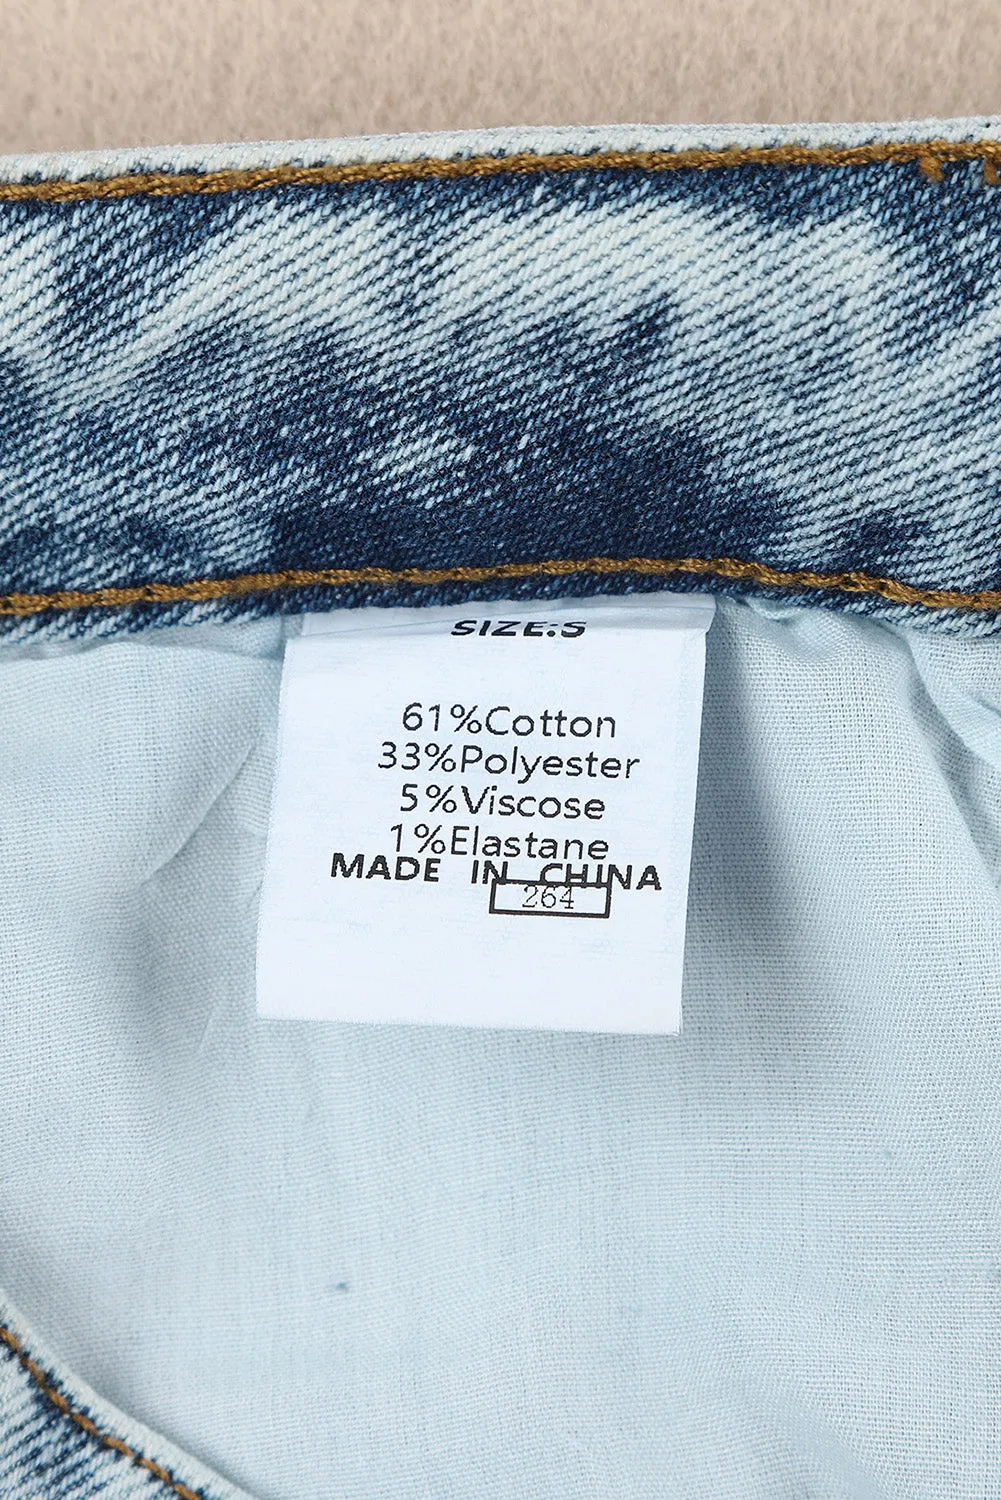 SIZE:S
61%Cotton
33%Polyester
5%Viscose
1%Elastane
MADE IN CHINA
264